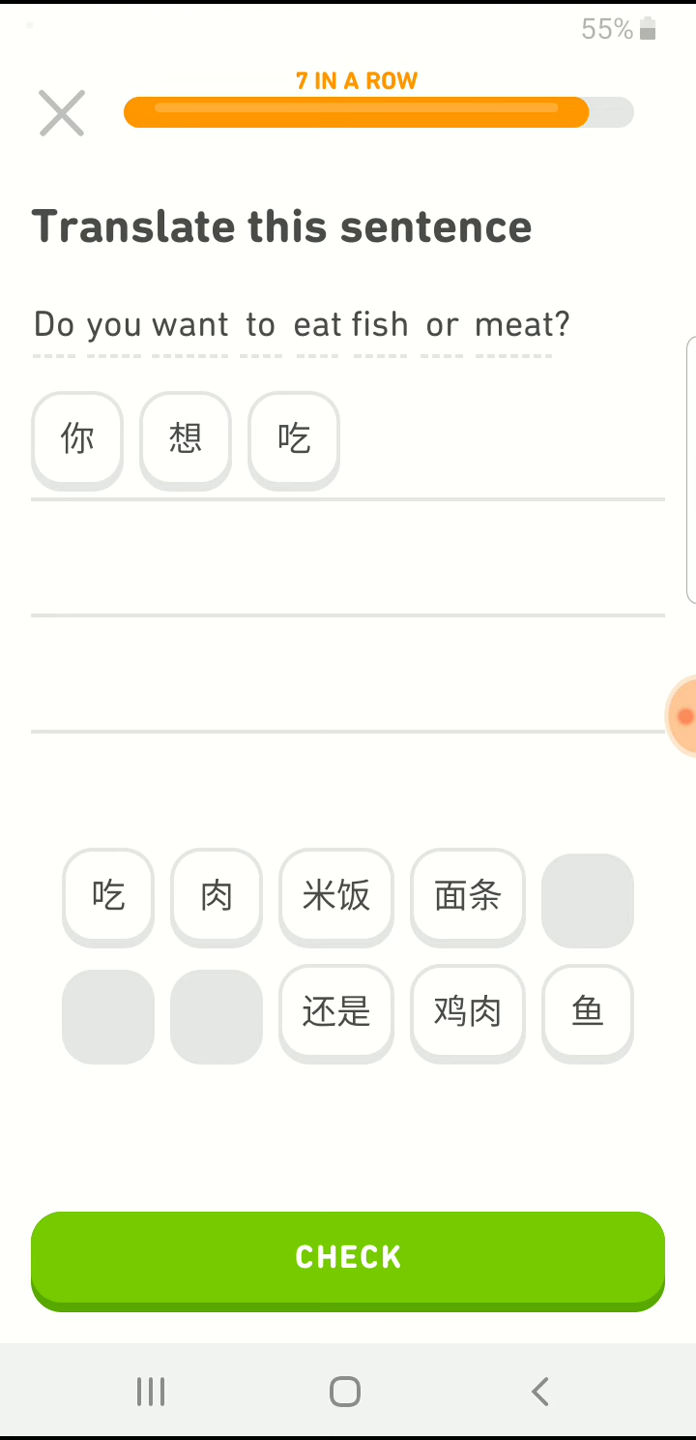 55%
7 IN A ROW
Translate this sentence
Do you want to eat fish or meat?
你 想 吃
吃 肉 米饭 面条
还是 鸡肉 鱼
CHECK